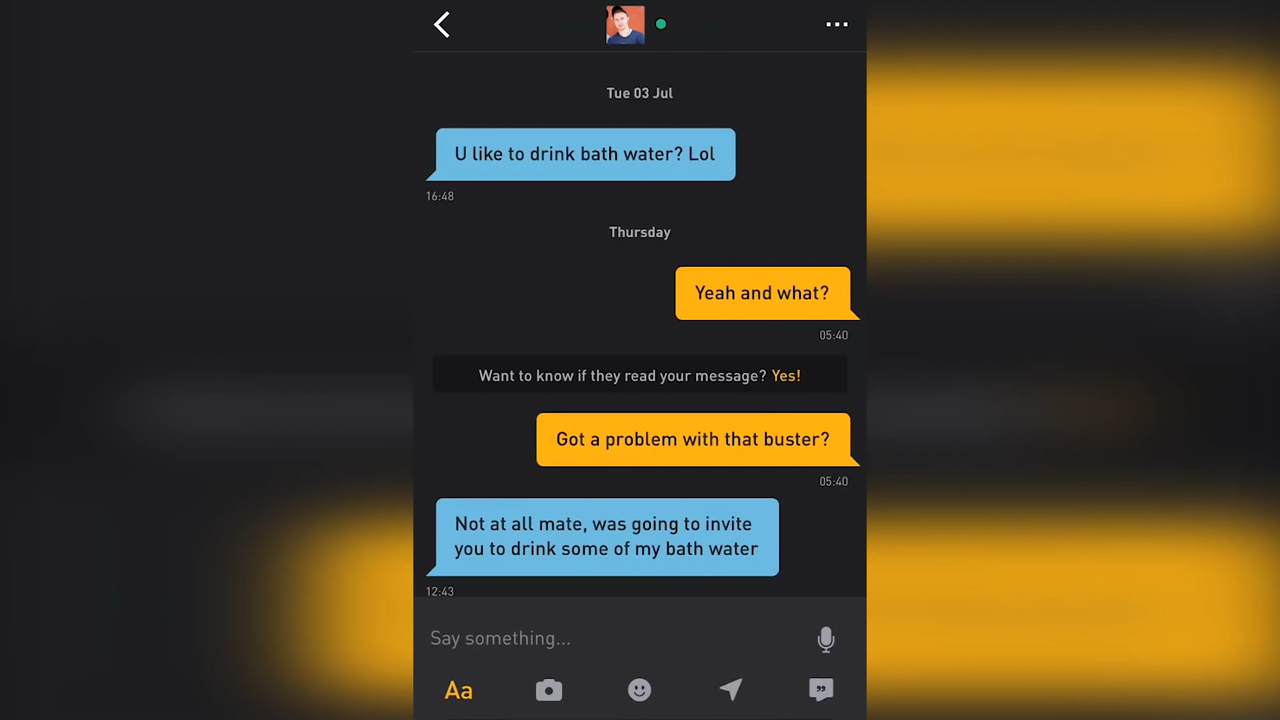 Tue 03 Jul
U like to drink bath water? Lol
16:48
Thursday
Yeah and what?
05:40
Want to know if they read your message? Yes!
Got a problem with that buster?
05:40
Not at all mate, was going to invite
you to drink some of my bath water
12:43
Say something...
Aa